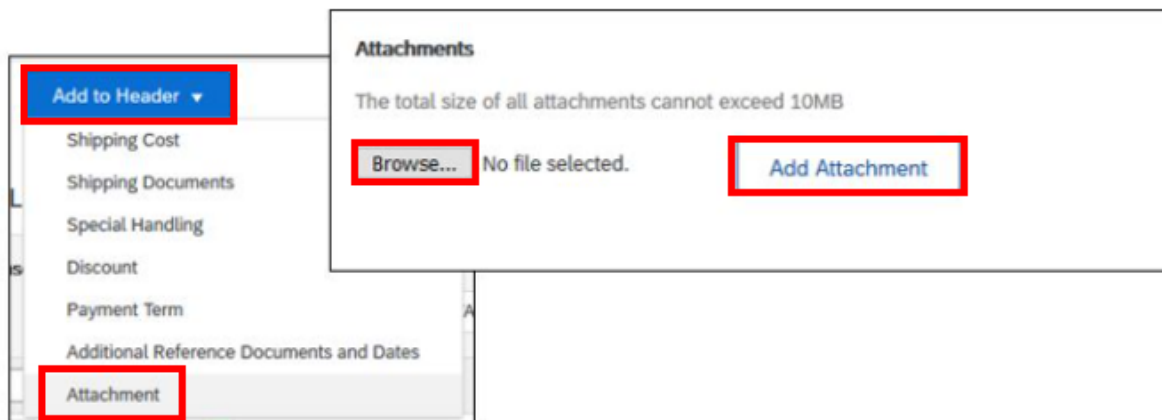 Add to Header
Shipping Cost
Shipping Documents
Special Handling
Discount
Payment Term
Additional Reference Documents and Dates
Attachment
Attachments
The total size of all attachments cannot exceed 10MB
Browse... No file selected.
Add Attachment